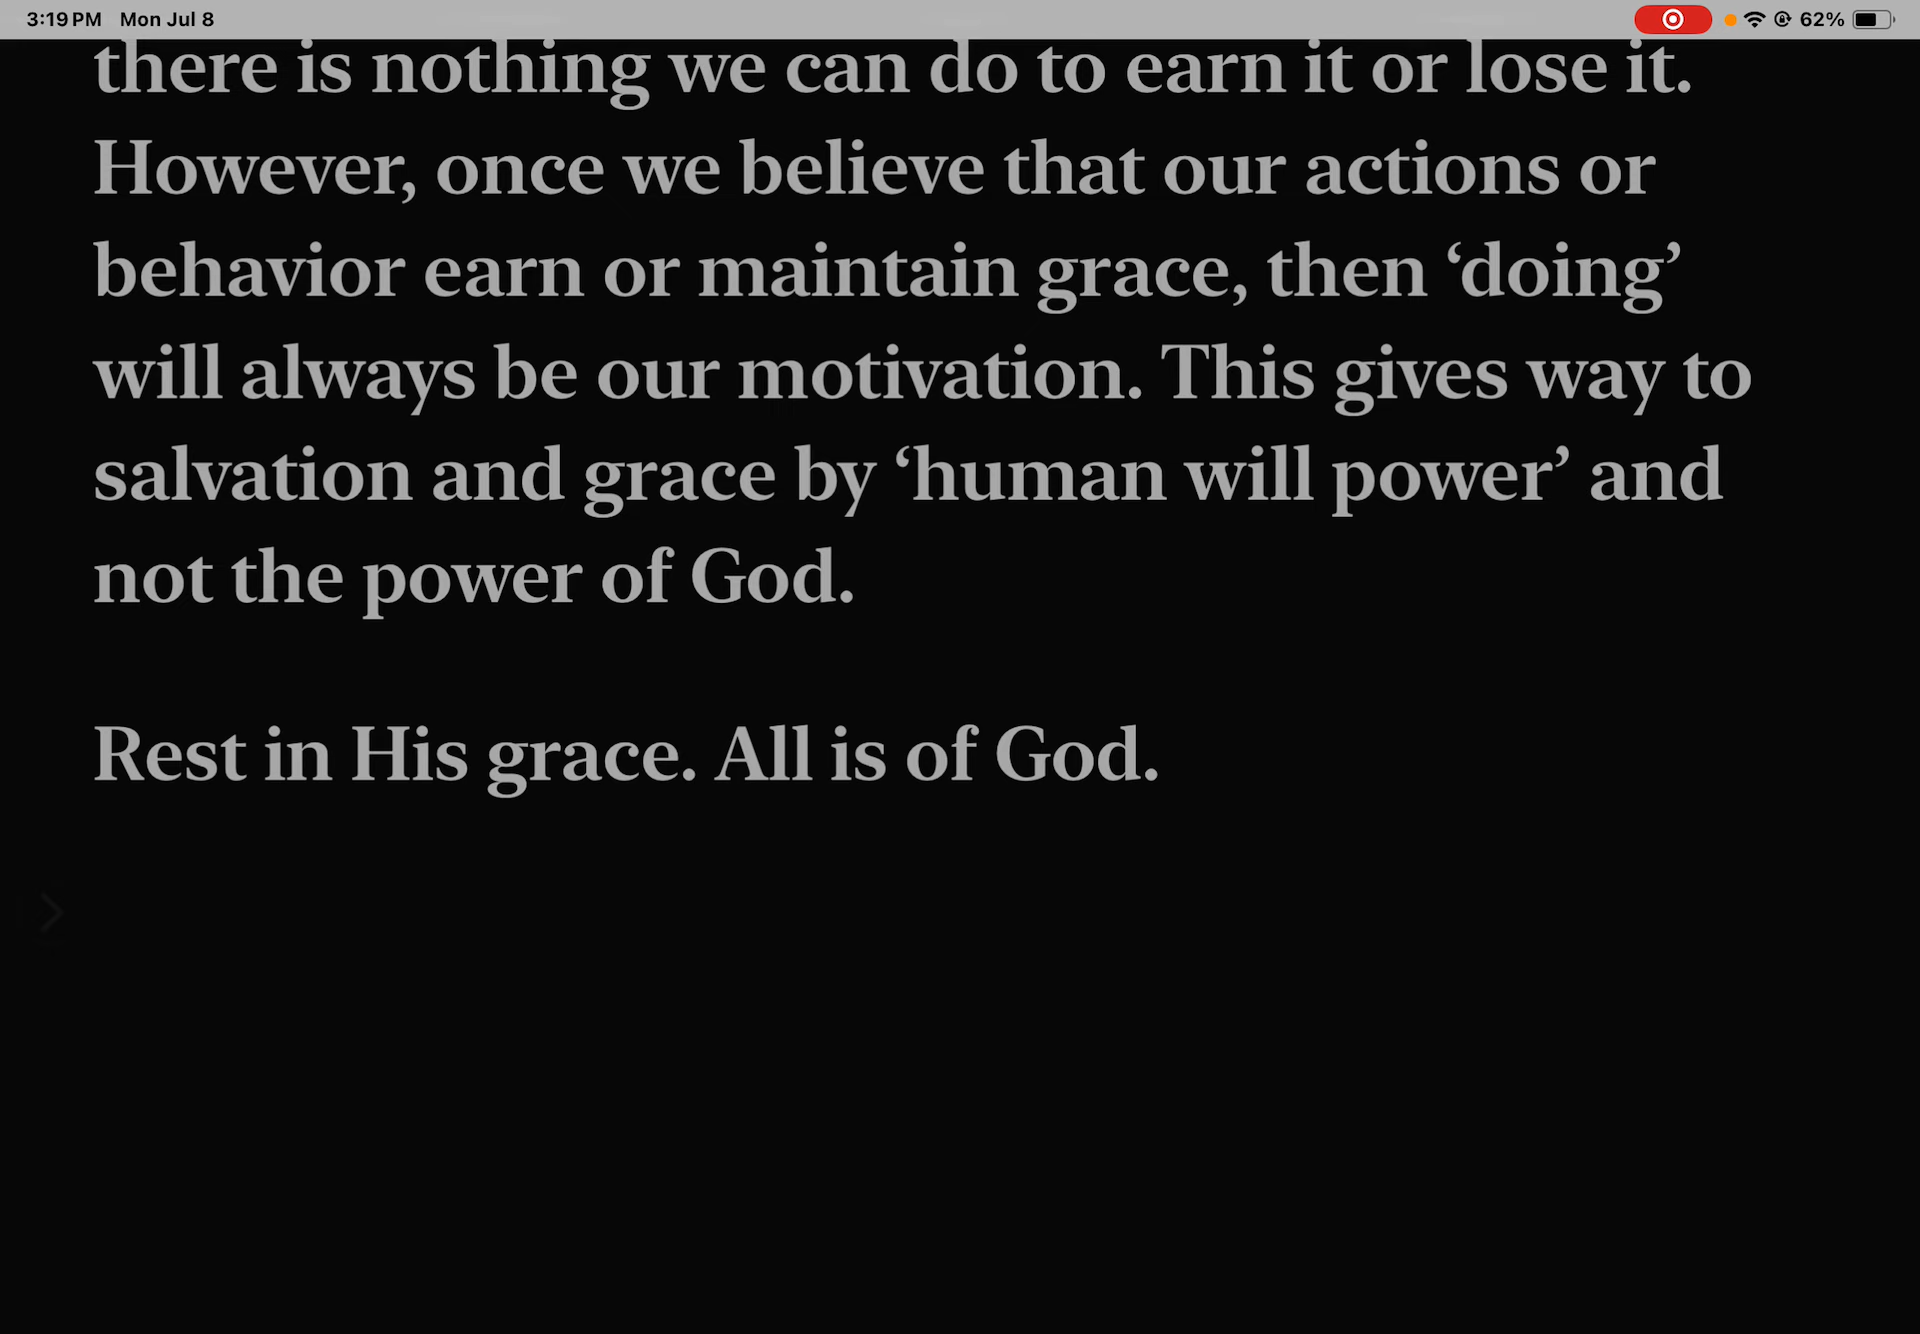 3:19 PM Mon Jul 8 62%
there is nothing we can do to earn it or lose it.
However, once we believe that our actions or
behavior earn or maintain grace, then ‘doing’
will always be our motivation. This gives way to
salvation and grace by ‘human will power’ and
not the power of God.
Rest in His grace. All is of God.